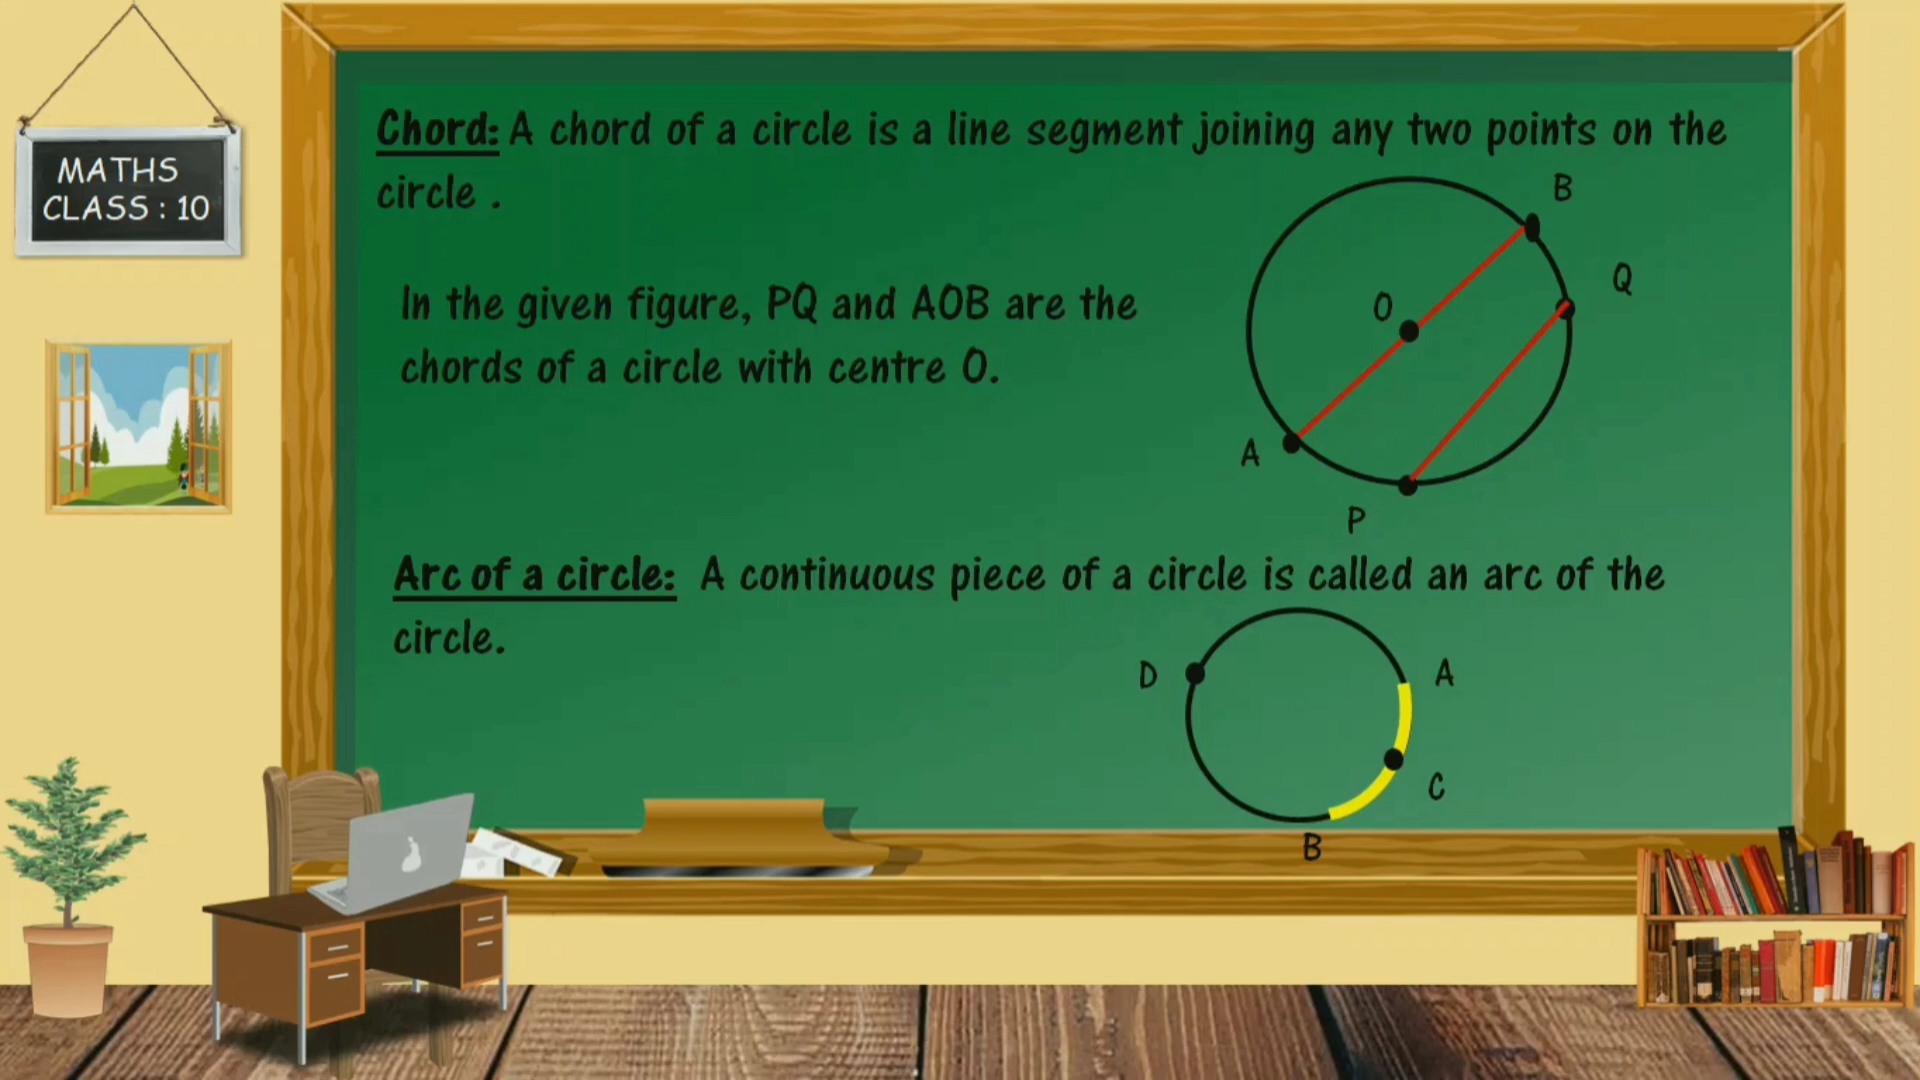 MATHS
CLASS : 10
Chord: A chord of a circle is a line segment joining any two points on the
circle .
B
Q
O
In the given figure, PQ and AOB are the
chords of a circle with centre O.
A
P
Arc of a circle: A continuous piece of a circle is called an arc of the
circle.
D
A
C
B